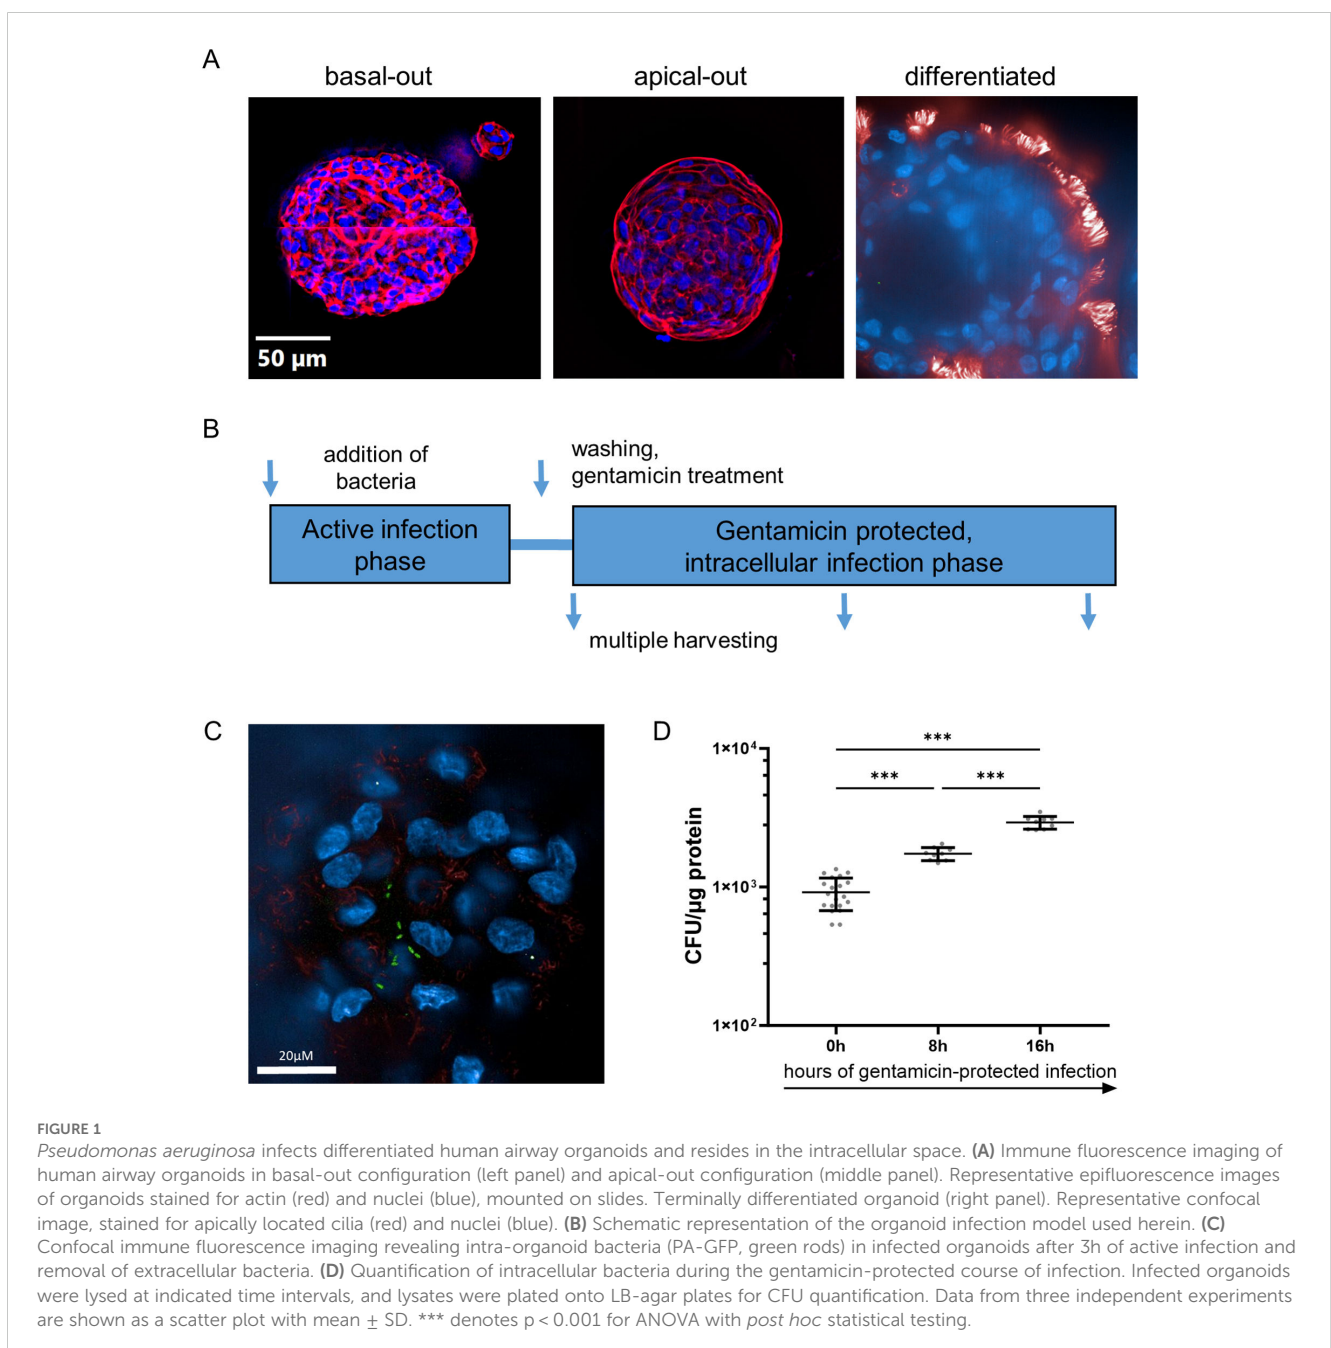 A
basal-out
apical-out
differentiated
50 µm
B
addition of
bacteria
washing,
gentamicin treatment
Active infection
phase
Gentamicin protected,
intracellular infection phase
multiple harvesting
C
20µM
D
CFU/µg protein
1×10⁴
1×10³
1×10²
***
***
***
0h
8h
16h
hours of gentamicin-protected infection
FIGURE 1
Pseudomonas aeruginosa infects differentiated human airway organoids and resides in the intracellular space. (A) Immune fluorescence imaging of
human airway organoids in basal-out configuration (left panel) and apical-out configuration (middle panel). Representative epifluorescence images
of organoids stained for actin (red) and nuclei (blue), mounted on slides. Terminally differentiated organoid (right panel). Representative confocal
image, stained for apically located cilia (red) and nuclei (blue). (B) Schematic representation of the organoid infection model used herein. (C)
Confocal immune fluorescence imaging revealing intra-organoid bacteria (PA-GFP, green rods) in infected organoids after 3h of active infection and
removal of extracellular bacteria. (D) Quantification of intracellular bacteria during the gentamicin-protected course of infection. Infected organoids
were lysed at indicated time intervals, and lysates were plated onto LB-agar plates for CFU quantification. Data from three independent experiments
are shown as a scatter plot with mean ± SD. *** denotes p < 0.001 for ANOVA with post hoc statistical testing.